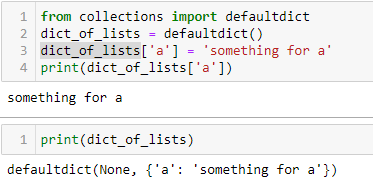 1 from collections import defaultdict
2 dict_of_lists = defaultdict()
3 dict_of_lists['a'] = 'something for a'
4 print(dict_of_lists['a'])
something for a
1 print(dict_of_lists)
defaultdict(None, {'a': 'something for a'})